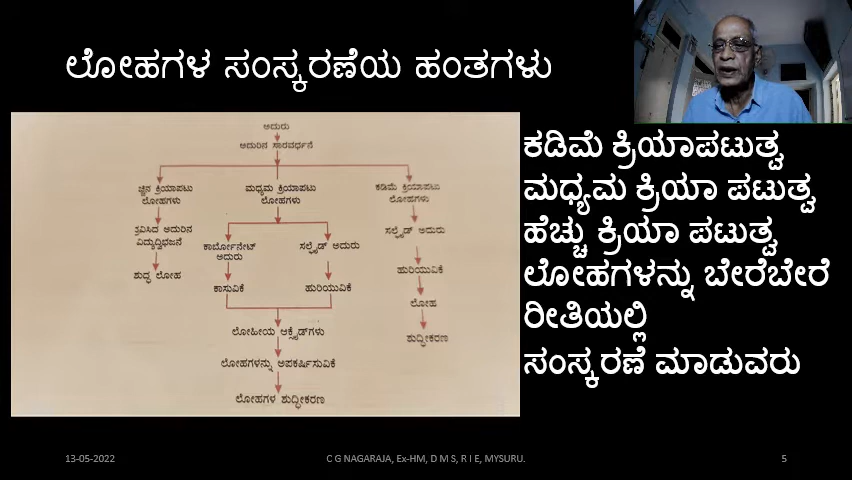 ಲೋಹಗಳ ಸಂಸ್ಕರಣೆಯ ಹಂತಗಳು
ಅದುರು
ಅದುರಿನ ಸಾರವರ್ಧನೆ
ಹೆಚ್ಚಿನ ಕ್ರಿಯಾಪಟು
ಲೋಹಗಳು
ದ್ರವಿಸಿದ ಅದುರಿನ
ವಿದ್ಯುದ್ವಿಭಜನೆ
ಶುದ್ಧ ಲೋಹ
ಮಧ್ಯಮ ಕ್ರಿಯಾಪಟು
ಲೋಹಗಳು
ಕಾರ್ಬೋನೇಟ್
ಅದುರು
ಕಾಸುವಿಕೆ
ಸಲ್ಫೈಡ್ ಅದುರು
ಹುರಿಯುವಿಕೆ
ಲೋಹೀಯ ಆಕ್ಸೈಡ್‌ಗಳು
ಲೋಹಗಳನ್ನು ಅಪಕರ್ಷಿಸುವಿಕೆ
ಲೋಹಗಳ ಶುದ್ಧೀಕರಣ
ಕಡಿಮೆ ಕ್ರಿಯಾಪಟು
ಲೋಹಗಳು
ಸಲ್ಫೈಡ್ ಅದುರು
ಹುರಿಯುವಿಕೆ
ಲೋಹ
ಶುದ್ಧೀಕರಣ
ಕಡಿಮೆ ಕ್ರಿಯಾಪಟುತ್ವ
ಮಧ್ಯಮ ಕ್ರಿಯಾ ಪಟುತ್ವ
ಹೆಚ್ಚು ಕ್ರಿಯಾ ಪಟುತ್ವ
ಲೋಹಗಳನ್ನು ಬೇರೆಬೇರೆ
ರೀತಿಯಲ್ಲಿ
ಸಂಸ್ಕರಣೆ ಮಾಡುವರು
13-05-2022
C G NAGARAJA, Ex-HM, D M S, R I E, MYSURU.
5